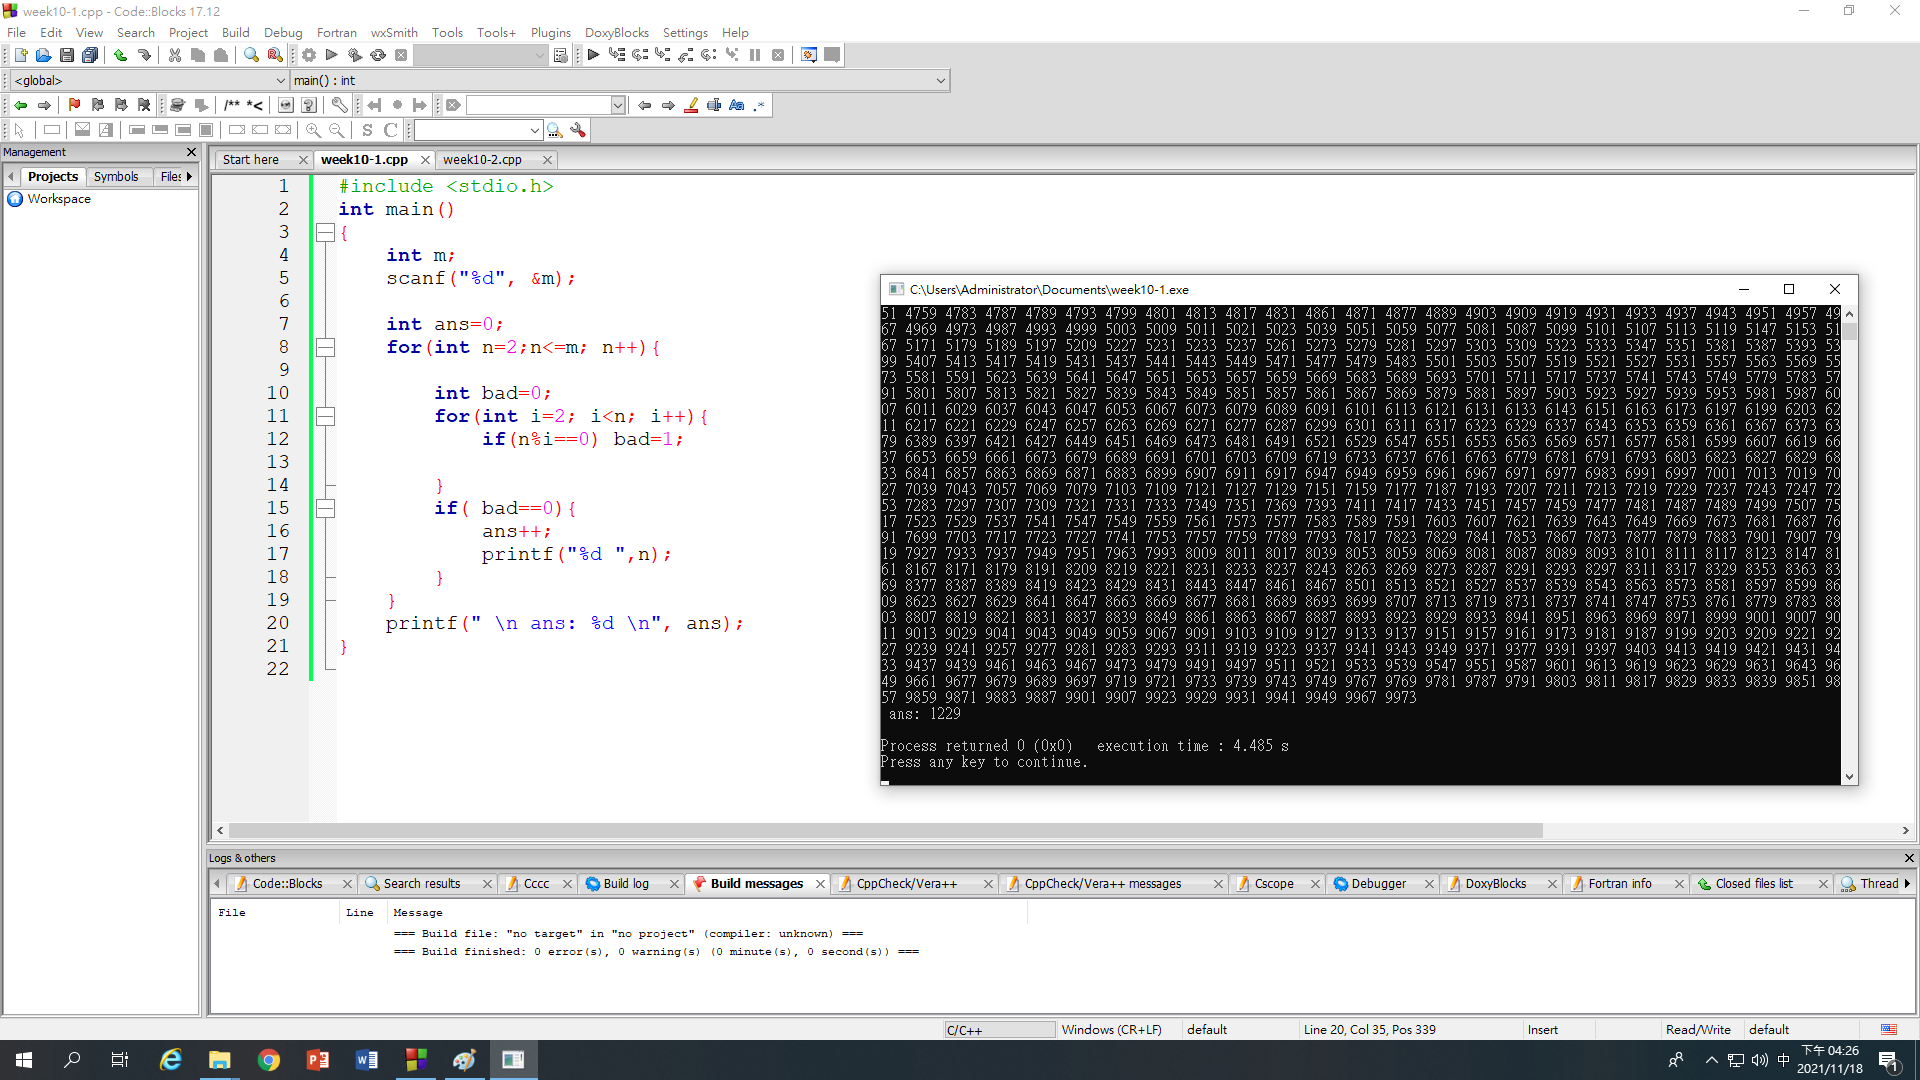 week10-1.cpp - Code::Blocks 17.12
File Edit View Search Project Build Debug Fortran wxSmith Tools Tools+ Plugins DoxyBlocks Settings Help
<global> main() : int
/** *<
S C
Management
Projects Symbols Files
Workspace
Start here week10-1.cpp week10-2.cpp
1 #include <stdio.h>
2 int main()
3 {
4 int m;
5 scanf("%d", &m);
6
7 int ans=0;
8 for(int n=2;n<=m; n++){
9
10 int bad=0;
11 for(int i=2; i<n; i++){
12 if(n%i==0) bad=1;
13
14 }
15 if( bad==0){
16 ans++;
17 printf("%d ",n);
18 }
19 }
20 printf(" \n ans: %d \n", ans);
21 }
22
C:\Users\Administrator\Documents\week10-1.exe
51 4759 4783 4787 4789 4793 4799 4801 4813 4817 4831 4861 4871 4877 4889 4903 4909 4919 4931 4933 4937 4943 4951 4957 49
67 4969 4973 4987 4993 4999 5003 5009 5011 5021 5023 5039 5051 5059 5077 5081 5087 5099 5101 5107 5113 5119 5147 5153 51
67 5171 5179 5189 5197 5209 5227 5231 5233 5237 5261 5273 5279 5281 5297 5303 5309 5323 5333 5347 5351 5381 5387 5393 53
99 5407 5413 5417 5419 5431 5437 5441 5443 5449 5471 5477 5479 5483 5501 5503 5507 5519 5521 5527 5531 5557 5563 5569 55
73 5581 5591 5623 5639 5641 5647 5651 5653 5657 5659 5669 5683 5689 5693 5701 5711 5717 5737 5741 5743 5749 5779 5783 57
91 5801 5807 5813 5821 5827 5839 5843 5849 5851 5857 5861 5867 5869 5879 5881 5897 5903 5923 5927 5939 5953 5981 5987 60
07 6011 6029 6037 6043 6047 6053 6067 6073 6079 6089 6091 6101 6113 6121 6131 6133 6143 6151 6163 6173 6197 6199 6203 62
11 6217 6221 6229 6247 6257 6263 6269 6271 6277 6287 6299 6301 6311 6317 6323 6329 6337 6343 6353 6359 6361 6367 6373 63
79 6389 6397 6421 6427 6449 6451 6469 6473 6481 6491 6521 6529 6547 6551 6553 6563 6569 6571 6577 6581 6599 6607 6619 66
37 6653 6659 6661 6673 6679 6689 6691 6701 6703 6709 6719 6733 6737 6761 6763 6779 6781 6791 6793 6803 6823 6827 6829 68
33 6841 6857 6863 6869 6871 6883 6899 6907 6911 6917 6947 6949 6959 6961 6967 6971 6977 6983 6991 6997 7001 7013 7019 70
27 7039 7043 7057 7069 7079 7103 7109 7121 7127 7129 7151 7159 7177 7187 7193 7207 7211 7213 7219 7229 7237 7243 7247 72
53 7283 7297 7307 7309 7321 7331 7333 7349 7351 7369 7393 7411 7417 7433 7451 7457 7459 7477 7481 7487 7489 7499 7507 75
17 7523 7529 7537 7541 7547 7549 7559 7561 7573 7577 7583 7589 7591 7603 7607 7621 7639 7643 7649 7669 7673 7681 7687 76
91 7699 7703 7717 7723 7727 7741 7753 7757 7759 7789 7793 7817 7823 7829 7841 7853 7867 7873 7877 7879 7883 7901 7907 79
19 7927 7933 7937 7949 7951 7963 7993 8009 8011 8017 8039 8053 8059 8069 8081 8087 8089 8093 8101 8111 8117 8123 8147 81
61 8167 8171 8179 8191 8209 8219 8221 8231 8233 8237 8243 8263 8269 8273 8287 8291 8293 8297 8311 8317 8329 8353 8363 83
69 8377 8387 8389 8419 8423 8429 8431 8443 8447 8461 8467 8501 8513 8521 8527 8537 8539 8543 8563 8573 8581 8597 8599 86
09 8623 8627 8629 8641 8647 8663 8669 8677 8681 8689 8693 8699 8707 8713 8719 8731 8737 8741 8747 8753 8761 8779 8783 88
03 8807 8819 8821 8831 8837 8839 8849 8861 8863 8867 8887 8893 8923 8929 8933 8941 8951 8963 8969 8971 8999 9001 9007 90
11 9013 9029 9041 9043 9049 9059 9067 9091 9103 9109 9127 9133 9137 9151 9157 9161 9173 9181 9187 9199 9203 9209 9221 92
27 9239 9241 9257 9277 9281 9283 9293 9311 9319 9323 9337 9341 9343 9349 9371 9377 9391 9397 9403 9413 9419 9421 9431 94
33 9437 9439 9461 9463 9467 9473 9479 9491 9497 9511 9521 9533 9539 9547 9551 9587 9601 9613 9619 9623 9629 9631 9643 96
49 9661 9677 9679 9689 9697 9719 9721 9733 9739 9743 9749 9767 9769 9781 9787 9791 9803 9811 9817 9829 9833 9839 9851 98
57 9859 9871 9883 9887 9901 9907 9923 9929 9931 9941 9949 9967 9973
ans: 1229
Process returned 0 (0x0) execution time : 4.485 s
Press any key to continue.
Logs & others
Code::Blocks Search results Cccc Build log Build messages CppCheck/Vera++ CppCheck/Vera++ messages Cscope Debugger DoxyBlocks Fortran info Closed files list Thread
File Line Message
=== Build file: "no target" in "no project" (compiler: unknown) ===
=== Build finished: 0 error(s), 0 warning(s) (0 minute(s), 0 second(s)) ===
C/C++ Windows (CR+LF) default Line 20, Col 35, Pos 339 Insert Read/Write default
中 下午 04:26
2021/11/18
1